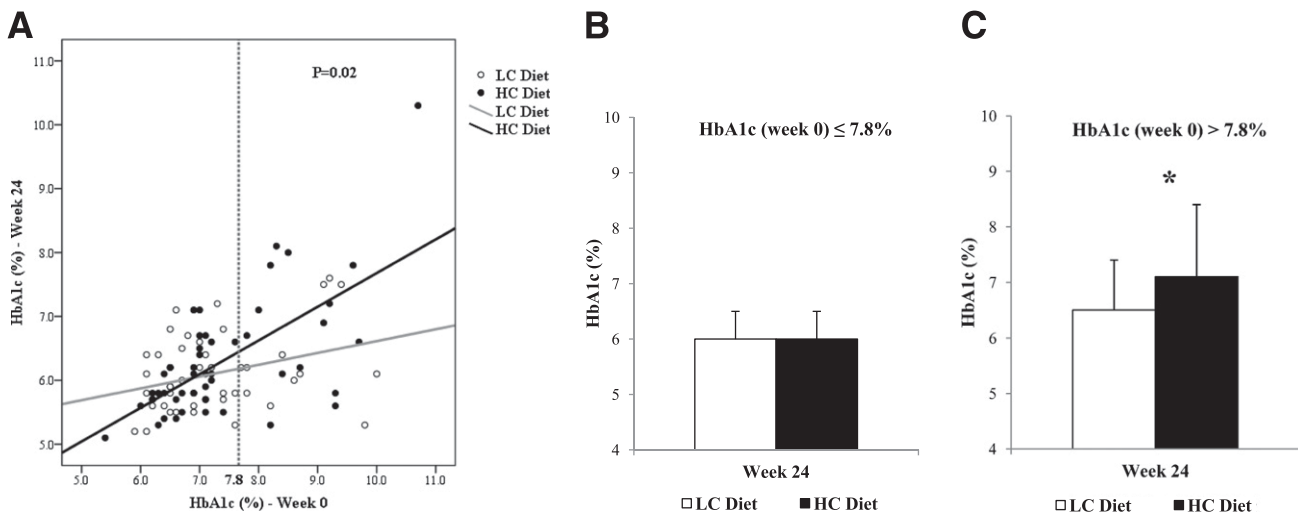 A
HbA1c (%) - Week 24
11.0
10.0
9.0
8.0
7.0
6.0
5.0
P=0.02
LC Diet
HC Diet
LC Diet
HC Diet
5.0 6.0 7.0 7.8 8.0 9.0 10.0 11.0
HbA1c (%) - Week 0
B
HbA1c (week 0) ≤ 7.8%
HbA1c (%)
10
9
8
7
6
5
4
Week 24
LC Diet HC Diet
C
HbA1c (week 0) > 7.8%
*
HbA1c (%)
10
9
8
7
6
5
4
Week 24
LC Diet HC Diet